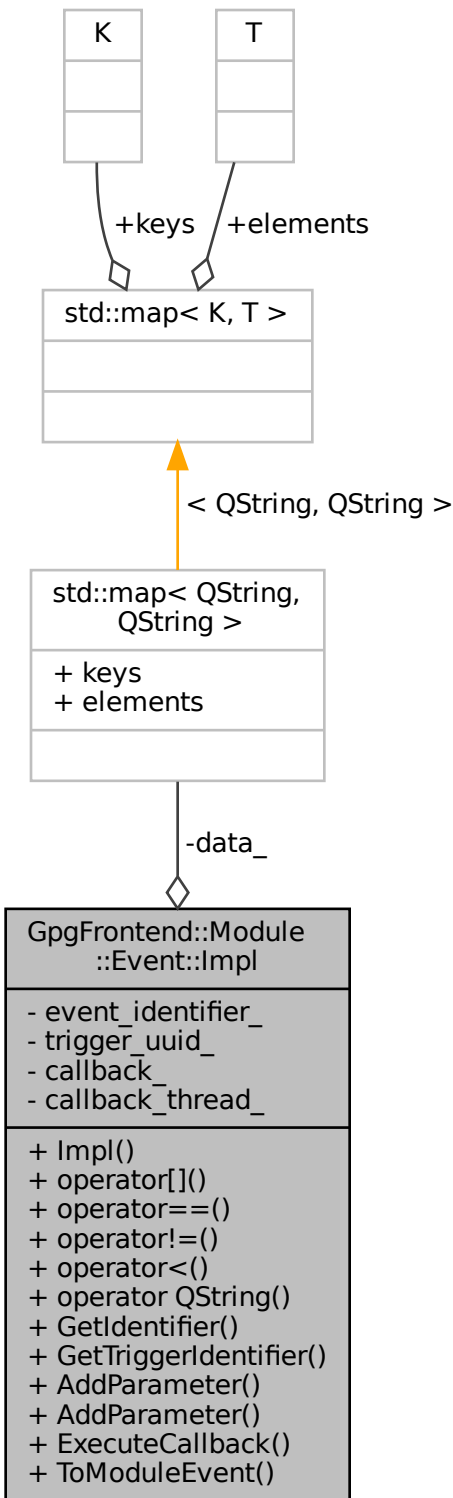 K
T
+keys
+elements
std::map< K, T >
< QString, QString >
std::map< QString,
QString >
+ keys
+ elements
-data_
GpgFrontend::Module
::Event::Impl
- event_identifier_
- trigger_uuid_
- callback_
- callback_thread_
+ Impl()
+ operator[]()
+ operator==()
+ operator!=()
+ operator<()
+ operator QString()
+ GetIdentifier()
+ GetTriggerIdentifier()
+ AddParameter()
+ AddParameter()
+ ExecuteCallback()
+ ToModuleEvent()